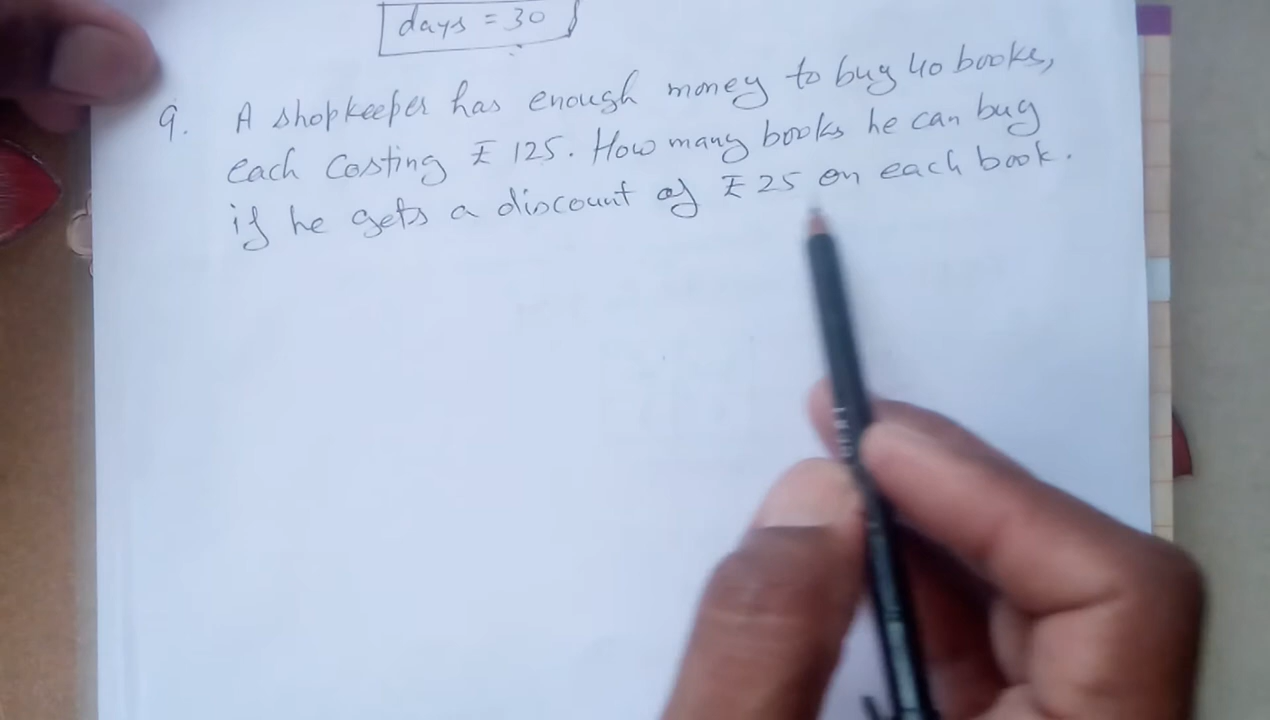 days = 30
9. A shopkeeper has enough money to buy 40 books,
each costing ₹ 125. How many books he can buy
if he gets a discount of ₹ 25 on each book.